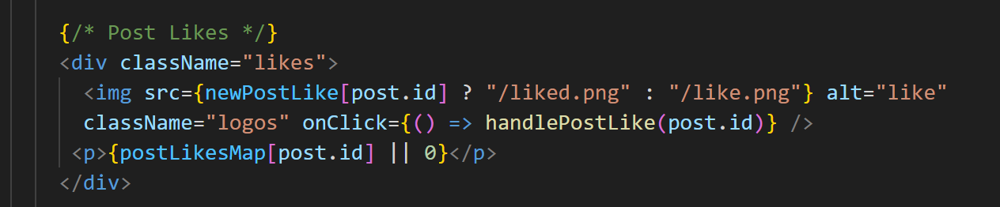 {/* Post Likes */}
<div className="likes">
<img src={newPostLike[post.id] ? "/liked.png" : "/like.png"} alt="like"
className="logos" onClick={() => handlePostLike(post.id)} />
<p>{postLikesMap[post.id] || 0}</p>
</div>